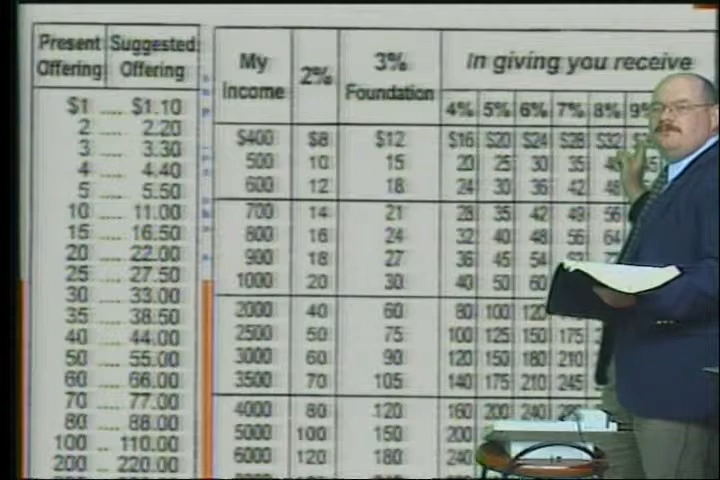 Present Suggested
Offering Offering
$1 .... $1.10
2 .... 2.20
3 .... 3.30
4 .... 4.40
5 .... 5.50
10 .... 11.00
15 .... 16.50
20 .... 22.00
25 .... 27.50
30 .... 33.00
35 .... 38.50
40 .... 44.00
50 .... 55.00
60 .... 66.00
70 .... 77.00
80 .... 88.00
100 .. 110.00
200 .. 220.00
My Income 2% 3% Foundation In giving you receive
4% 5% 6% 7% 8% 9%
$400 $8 $12 $16 $20 $24 $28 $32
500 10 15 20 25 30 35
600 12 18 24 30 36 42 48
700 14 21 28 35 42 49 56
800 16 24 32 40 48 56 64
900 18 27 36 45 54
1000 20 30 40 50 60
2000 40 60 80 100 120
2500 50 75 100 125 150 175
3000 60 90 120 150 180 210
3500 70 105 140 175 210 245
4000 80 120 160 200 240
5000 100 150 200
6000 120 180 240